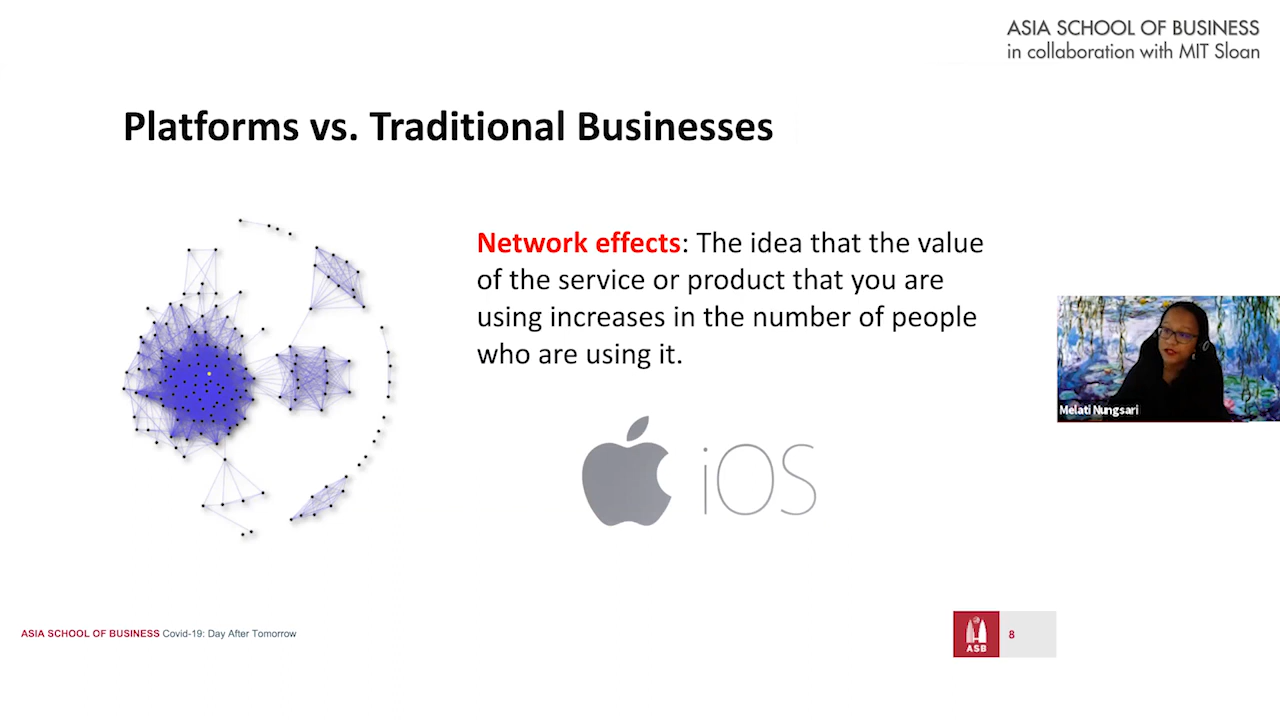 ASIA SCHOOL OF BUSINESS
in collaboration with MIT Sloan
Platforms vs. Traditional Businesses
Network effects: The idea that the value
of the service or product that you are
using increases in the number of people
who are using it.
iOS
Melati Nungsari
ASIA SCHOOL OF BUSINESS Covid-19: Day After Tomorrow
ASB
8